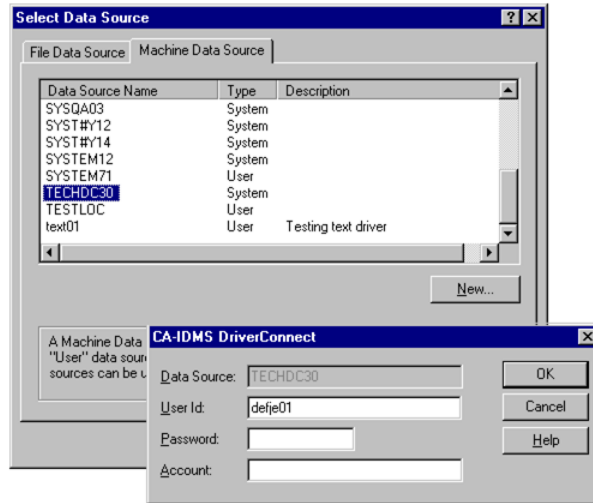 Select Data Source
File Data Source Machine Data Source
Data Source Name Type Description
SYSQA03 System
SYST#Y12 System
SYST#Y14 System
SYSTEM12 System
SYSTEM71 User
TECHDC30 System
TESTLOC User
text01 User Testing text driver
New...
A Machine Data
"User" data sour
sources can be u
CA-IDMS DriverConnect
Data Source: TECHDC30 OK
User Id: defje01 Cancel
Password: Help
Account: